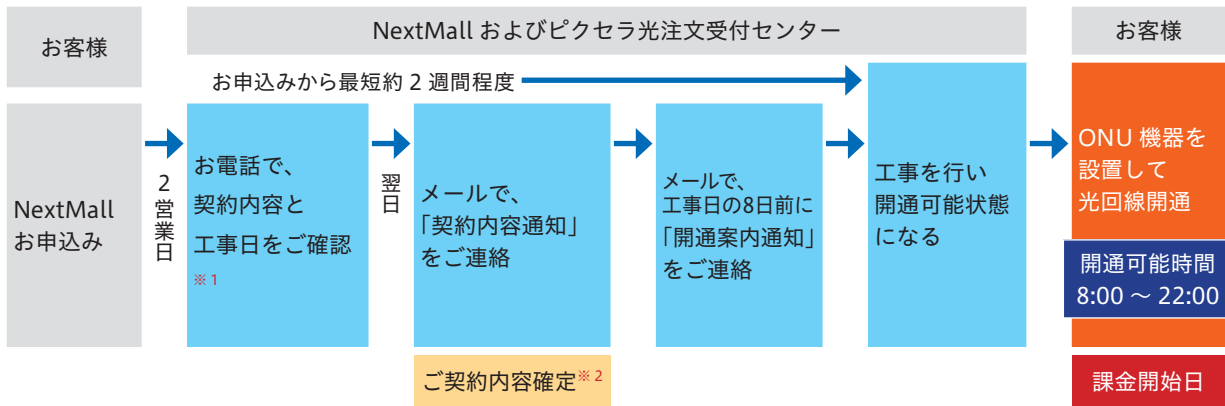 お客様
NextMall およびピクセラ光注文受付センター
お客様
お申込みから最短約 2 週間程度
NextMall
お申込み
2営業日
お電話で、
契約内容と
工事日をご確認
※1
翌日
メールで、
「契約内容通知」
をご連絡
メールで、
工事日の8日前に
「開通案内通知」
をご連絡
工事を行い
開通可能状態
になる
ONU 機器を
設置して
光回線開通
開通可能時間
8:00 ～ 22:00
ご契約内容確定※2
課金開始日